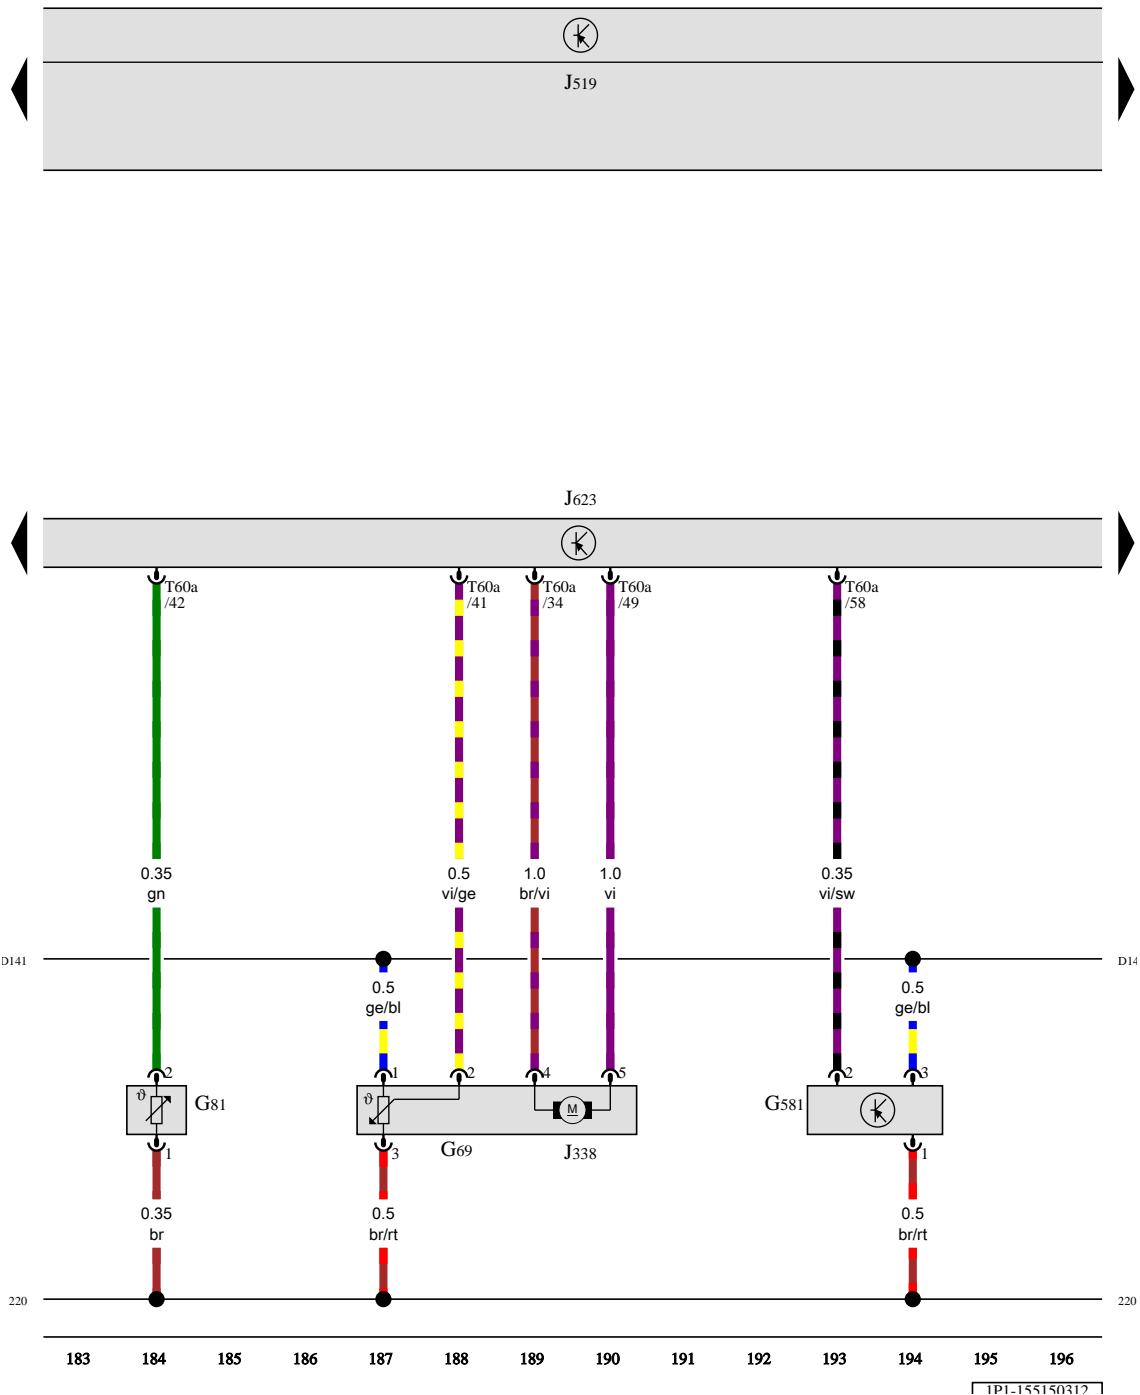 J519
J623
T60a
/42
T60a
/41
T60a
/34
T60a
/49
T60a
/58
0.35
gn
0.5
vi/ge
1.0
br/vi
1.0
vi
0.35
vi/sw
D141
D14
0.5
ge/bl
0.5
ge/bl
2
1
2
4
5
2
3
ϑ
G81
ϑ
M
G581
1
3
G69
J338
1
0.35
br
0.5
br/rt
0.5
br/rt
220
220
183 184 185 186 187 188 189 190 191 192 193 194 195 196
1P1-155150312